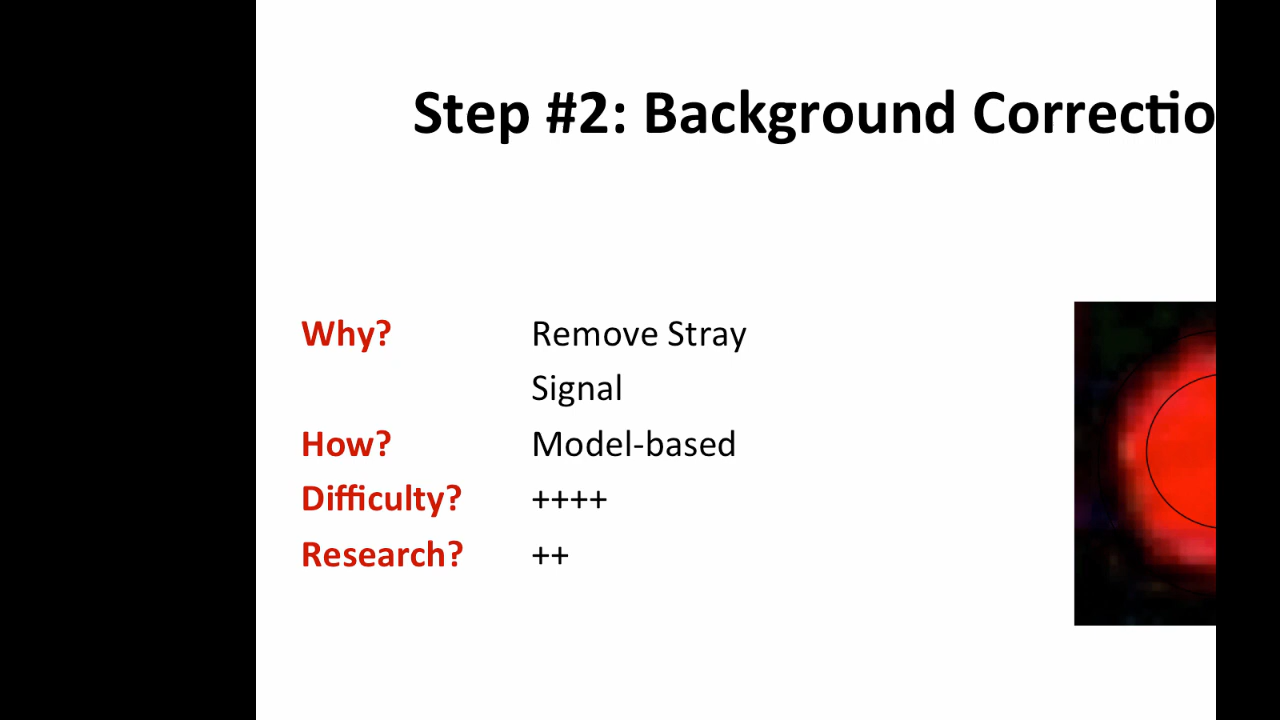 Step #2: Background Correctio
Why? Remove Stray
Signal
How? Model-based
Difficulty? ++++
Research? ++